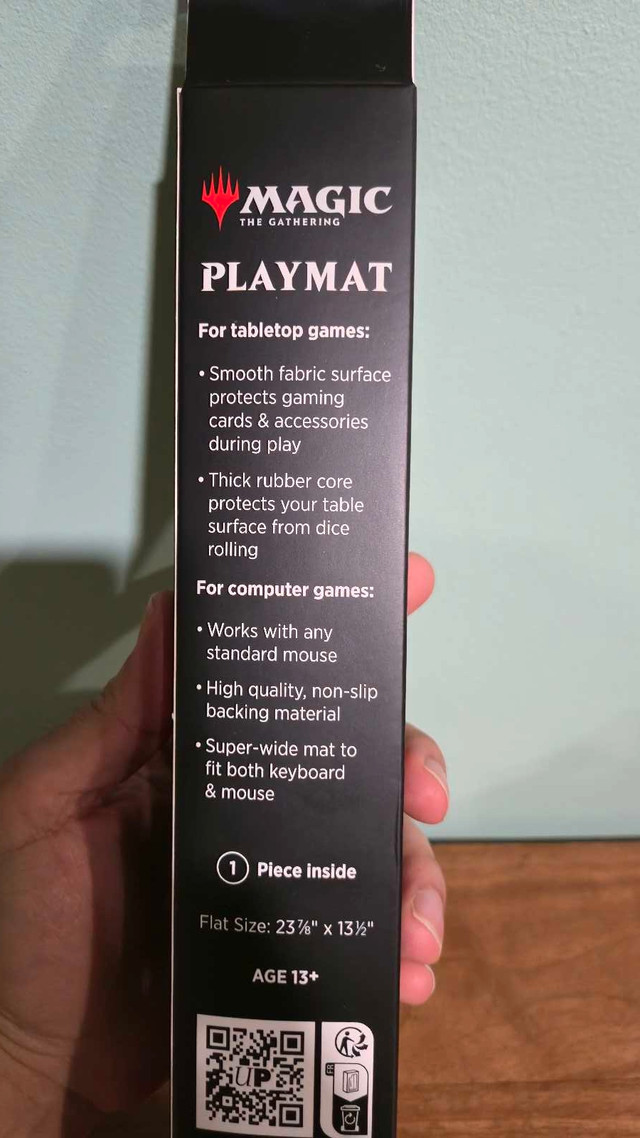 MAGIC
THE GATHERING
PLAYMAT
For tabletop games:
• Smooth fabric surface
protects gaming
cards & accessories
during play
• Thick rubber core
protects your table
surface from dice
rolling
For computer games:
• Works with any
standard mouse
• High quality, non-slip
backing material
• Super-wide mat to
fit both keyboard
& mouse
1 Piece inside
Flat Size: 23⅞" x 13½"
AGE 13+
UP
FR